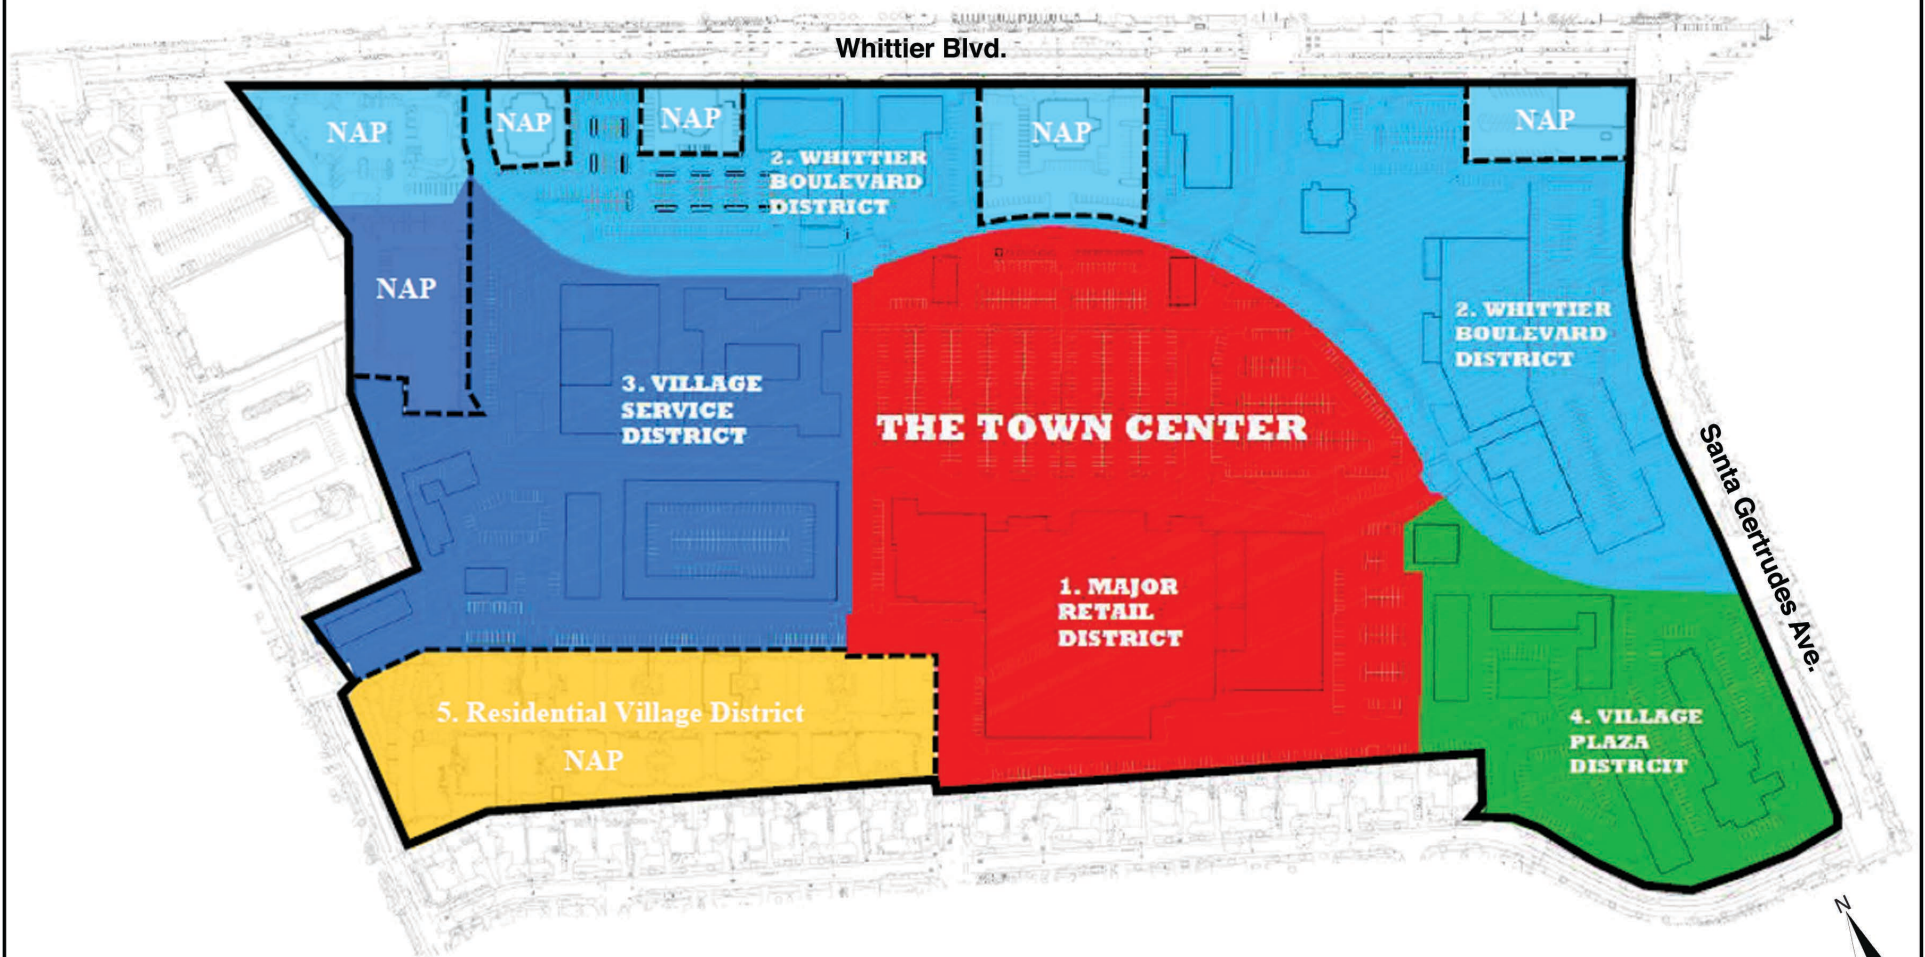 Whittier Blvd.
NAP
NAP
NAP
NAP
NAP
2. WHITTIER
BOULEVARD
DISTRICT
NAP
2. WHITTIER
BOULEVARD
DISTRICT
3. VILLAGE
SERVICE
DISTRICT
THE TOWN CENTER
Santa Gertrudes Ave.
1. MAJOR
RETAIL
DISTRICT
5. Residential Village District
NAP
4. VILLAGE
PLAZA
DISTRCIT
N